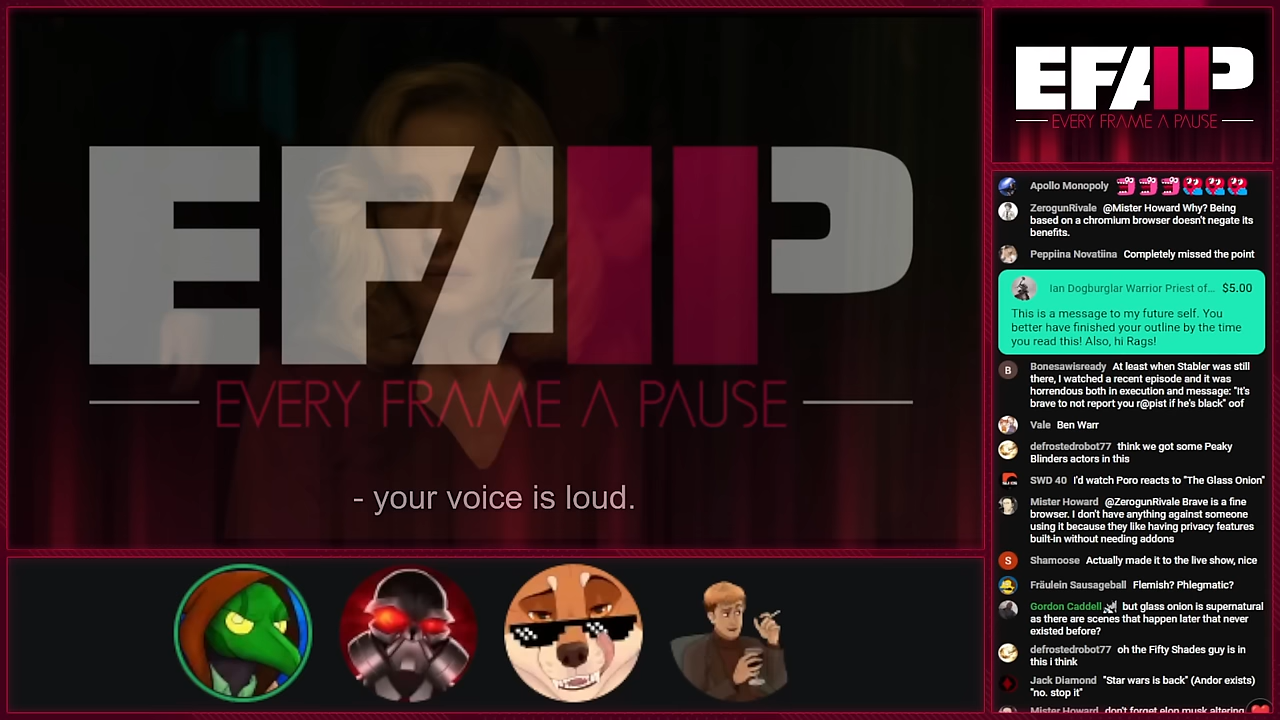 EFAP
EVERY FRAME A PAUSE
- your voice is loud.
EFAP
EVERY FRAME A PAUSE
Apollo Monopoly
ZerogunRivale @Mister Howard Why? Being
based on a chromium browser doesn't negate its
benefits.
Peppiina Novatiina Completely missed the point
Ian Dogburglar Warrior Priest of... $5.00
This is a message to my future self. You
better have finished your outline by the time
you read this! Also, hi Rags!
B
Bonesawisready At least when Stabler was still
there, I watched a recent episode and it was
horrendous both in execution and message: "It's
brave to not report you r@pist if he's black" oof
Vale Ben Warr
defrostedrobot77 think we got some Peaky
Blinders actors in this
SWD 40 I'd watch Poro reacts to "The Glass Onion"
Mister Howard @ZerogunRivale Brave is a fine
browser. I don't have anything against someone
using it because they like having privacy features
built-in without needing addons
S
Shamoose Actually made it to the live show, nice
Fräulein Sausageball Flemish? Phlegmatic?
Gordon Caddell but glass onion is supernatural
as there are scenes that happen later that never
existed before?
defrostedrobot77 oh the Fifty Shades guy is in
this i think
Jack Diamond "Star wars is back" (Andor exists)
"no. stop it"
Mister Howard don't forget elon musk altering